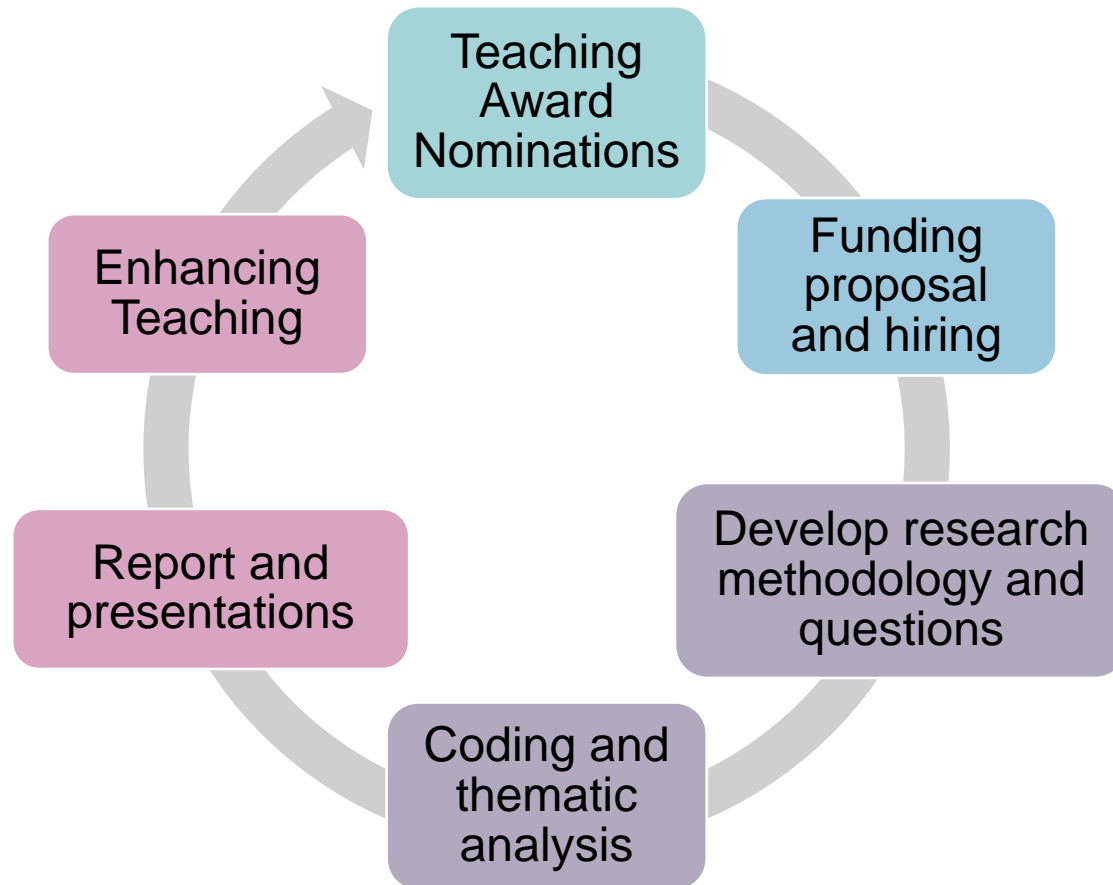 Teaching
Award
Nominations
Funding
proposal
and hiring
Develop research
methodology and
questions
Coding and
thematic
analysis
Report and
presentations
Enhancing
Teaching